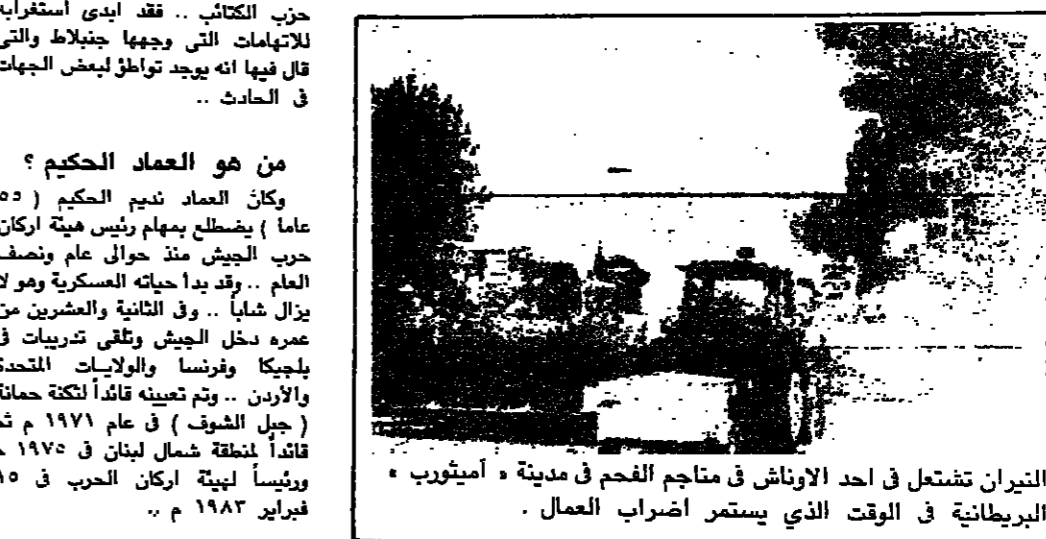 حزب الكتائب .. فقد ابدى استغرابه
للاتهامات التى وجهها جنبلاط والتى
قال فيها انه يوجد تواطؤ لبعض الجهات
فى الحادث ..
من هو العماد الحكيم ؟
وكان العماد نديم الحكيم ( ٥٥
عاما ) يضطلع بمهام رئيس هيئة اركان
حرب الجيش منذ حوالى عام ونصف
العام .. وقد بدأ حياته العسكرية وهو لا
يزال شاباً .. وفى الثانية والعشرين من
عمره دخل الجيش وتلقى تدريبات فى
بلجيكا وفرنسا والولايات المتحدة
والأردن .. وتم تعيينه قائداً لثكنة حمانا
( جبل الشوف ) فى عام ١٩٧١ م ثم
قائداً لمنطقة شمال لبنان فى ١٩٧٥
ورئيساً لهيئة اركان الحرب فى ١٥
فبراير ١٩٨٣ م ..
النيران تشتعل فى احد الاوناش فى متاجم الفحم فى مدينة « أميثورب »
البريطانية فى الوقت الذي يستمر اضراب العمال .